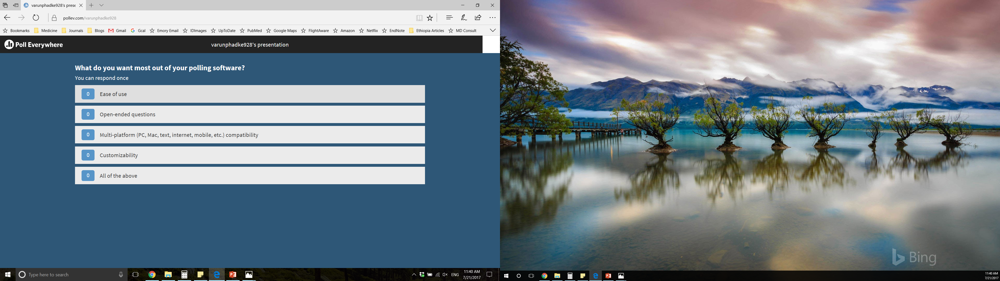 varunphadke928's prese
pollev.com/varunphadke928
Bookmarks Medicine Journals Blogs Gmail Gcal Emory Email IDImages UpToDate PubMed Google Maps FlightAware Amazon Netflix EndNote Ethiopia Articles MD Consult
Poll Everywhere
varunphadke928's presentation
What do you want most out of your polling software?
You can respond once
0 Ease of use
0 Open-ended questions
0 Multi-platform (PC, Mac, text, internet, mobile, etc.) compatibility
0 Customizability
0 All of the above
Type here to search
ENG
11:40 AM
7/21/2017
Bing
11:40 AM
7/21/2017